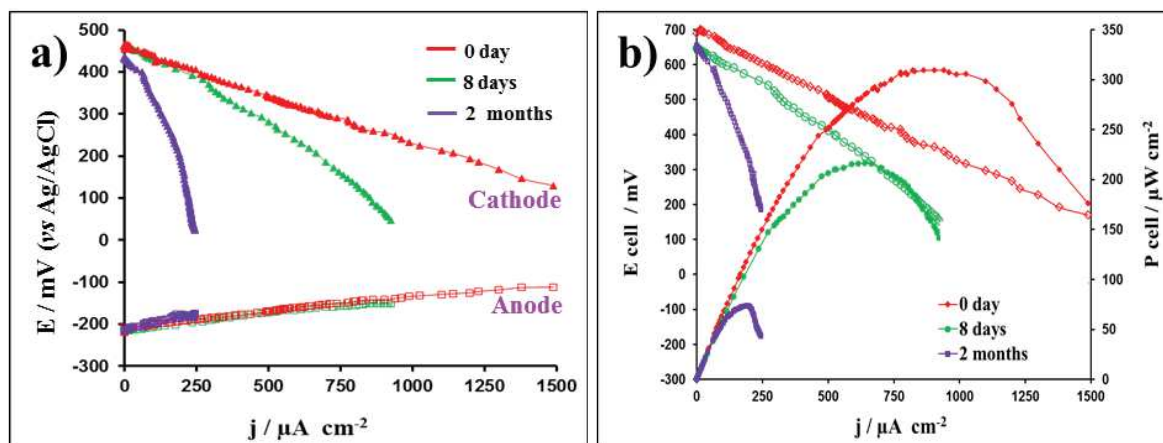 a)
500
400
300
200
100
0
-100
-200
-300
E / mV (vs Ag/AgCl)
0 day
8 days
2 months
Cathode
Anode
0 250 500 750 1000 1250 1500
j / µA cm-2
b)
700
600
500
400
300
200
100
0
-100
-200
-300
E cell / mV
350
300
250
200
150
100
50
0
P cell / µW cm-2
0 day
8 days
2 months
0 250 500 750 1000 1250 1500
j / µA cm-2